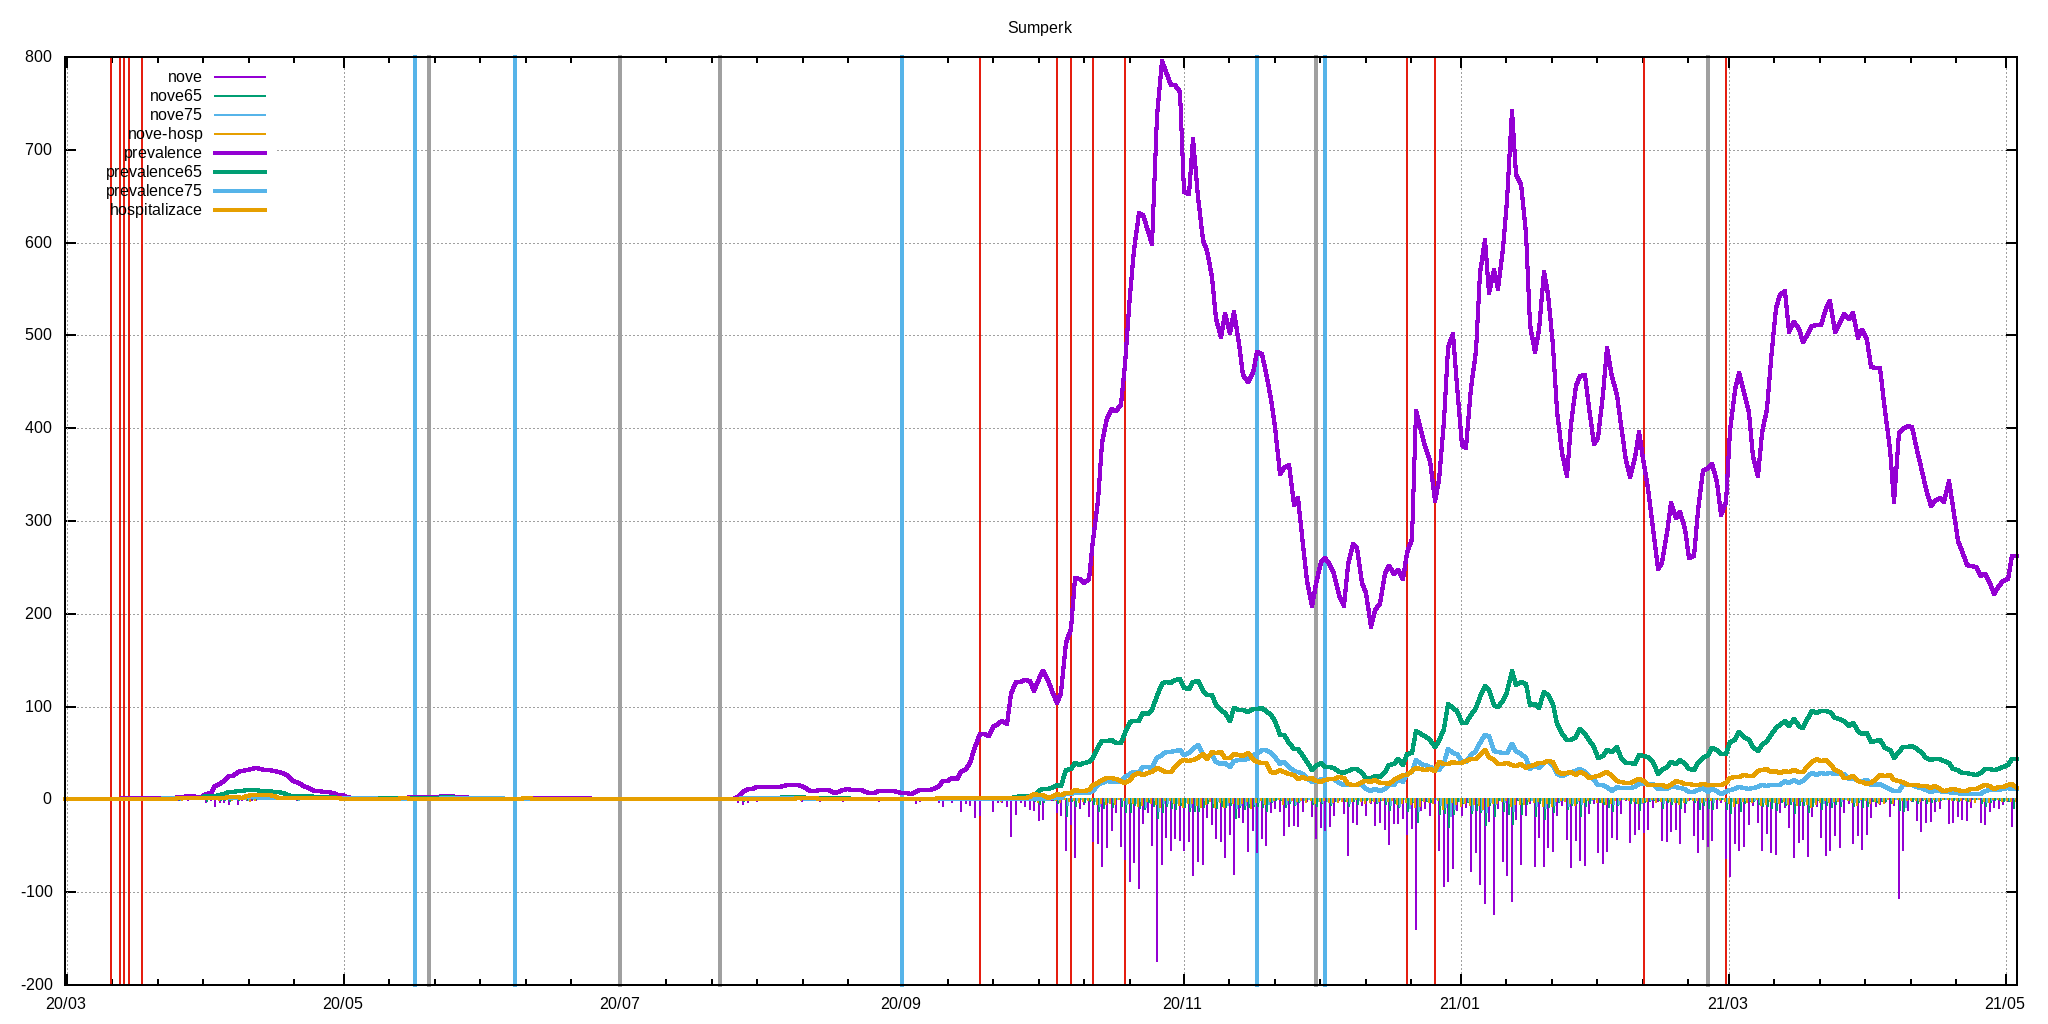 Sumperk
800
700
600
500
400
300
200
100
0
-100
-200
nove
nove65
nove75
nove-hosp
prevalence
prevalence65
prevalence75
hospitalizace
20/03
20/05
20/07
20/09
20/11
21/01
21/03
21/05